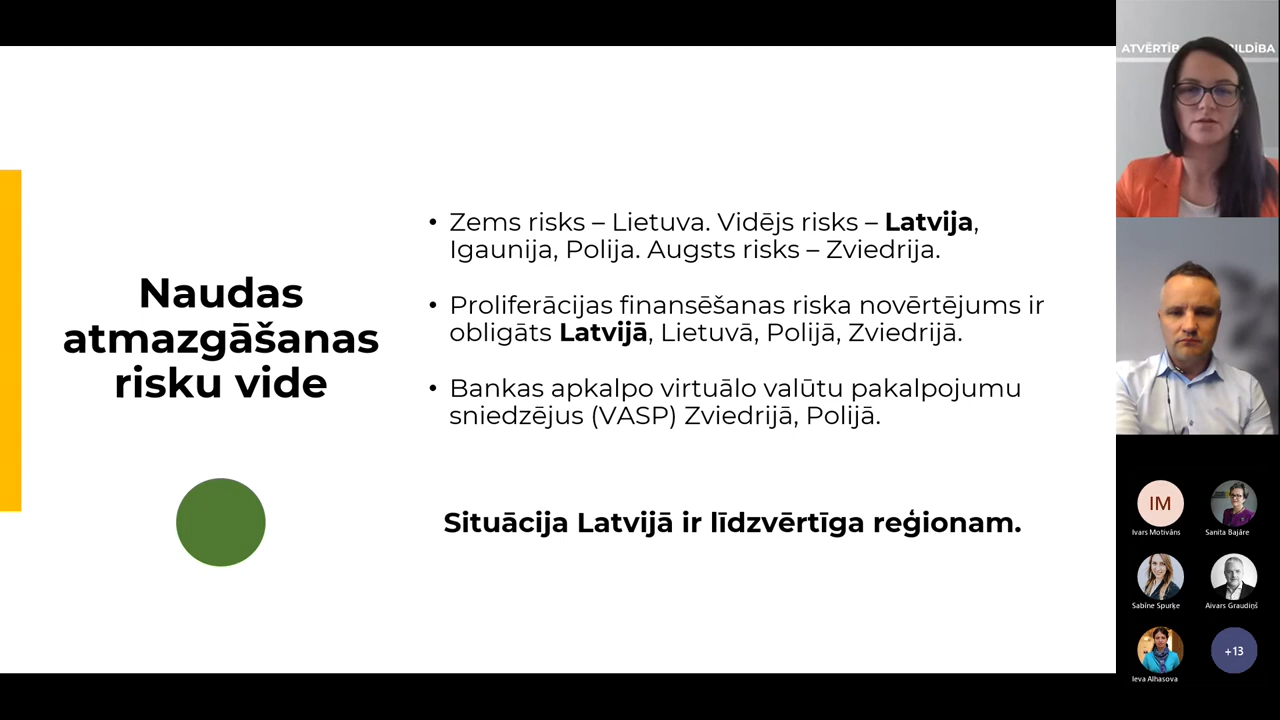 Naudas
atmazgāšanas
risku vide
• Zems risks – Lietuva. Vidējs risks – Latvija,
Igaunija, Polija. Augsts risks – Zviedrija.
• Proliferācijas finansēšanas riska novērtējums ir
obligāts Latvijā, Lietuvā, Polijā, Zviedrijā.
• Bankas apkalpo virtuālo valūtu pakalpojumu
sniedzējus (VASP) Zviedrijā, Polijā.
Situācija Latvijā ir līdzvērtīga reģionam.
IM
Ivars Motivāns
Sanita Bajāre
Sabīne Spurķe
Aivars Graudiņš
Ieva Alhasova
+13